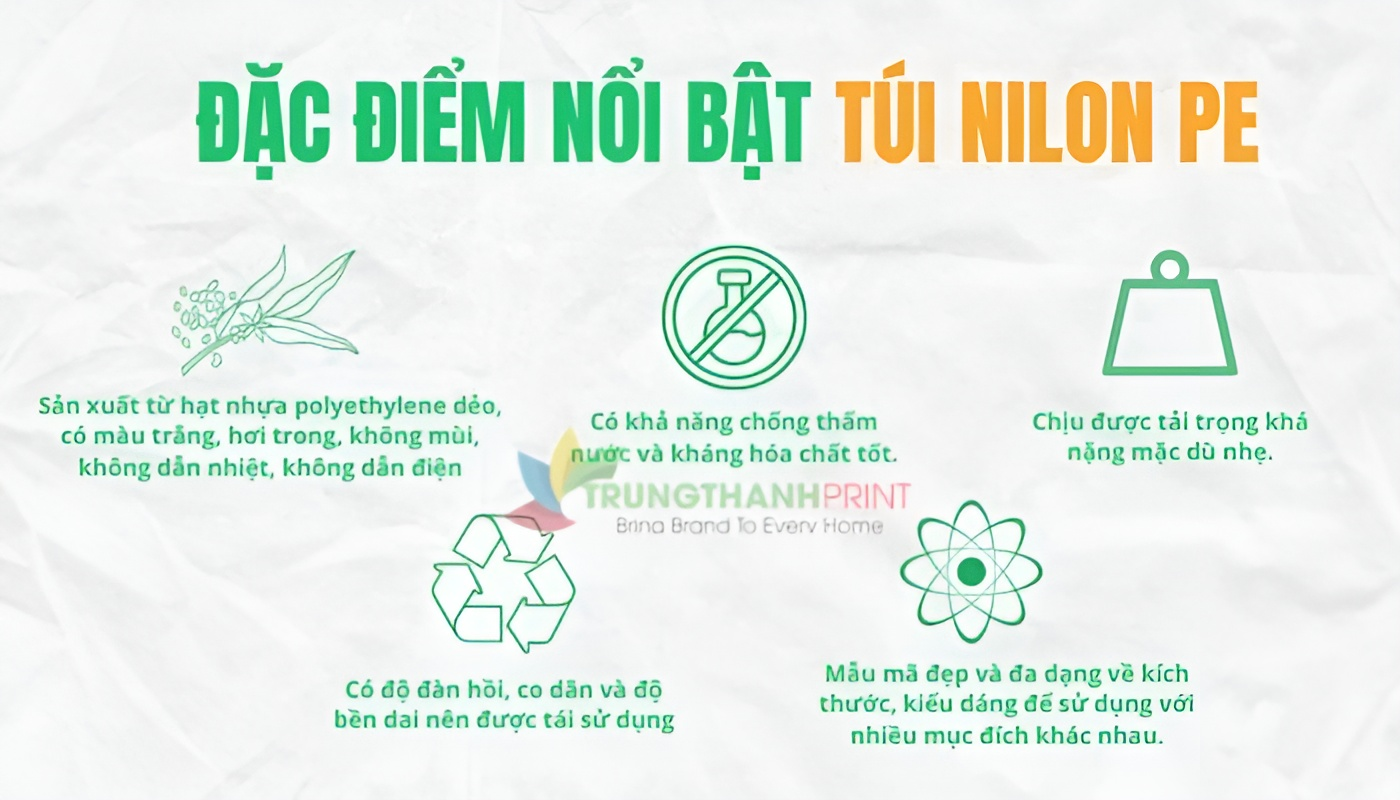 ĐẶC ĐIỂM NỔI BẬT TÚI NILON PE
Sản xuất từ hạt nhựa polyethylene dẻo,
có màu trắng, hơi trong, không mùi,
không dẫn nhiệt, không dẫn điện
Có khả năng chống thấm
nước và kháng hóa chất tốt.
Chịu được tải trọng khá
nặng mặc dù nhẹ.
TRUNGTHANHPRINT
Bring Brand To Every Home
Có độ đàn hồi, co dãn và độ
bền dai nên được tái sử dụng
Mẫu mã đẹp và đa dạng về kích
thước, kiểu dáng để sử dụng với
nhiều mục đích khác nhau.